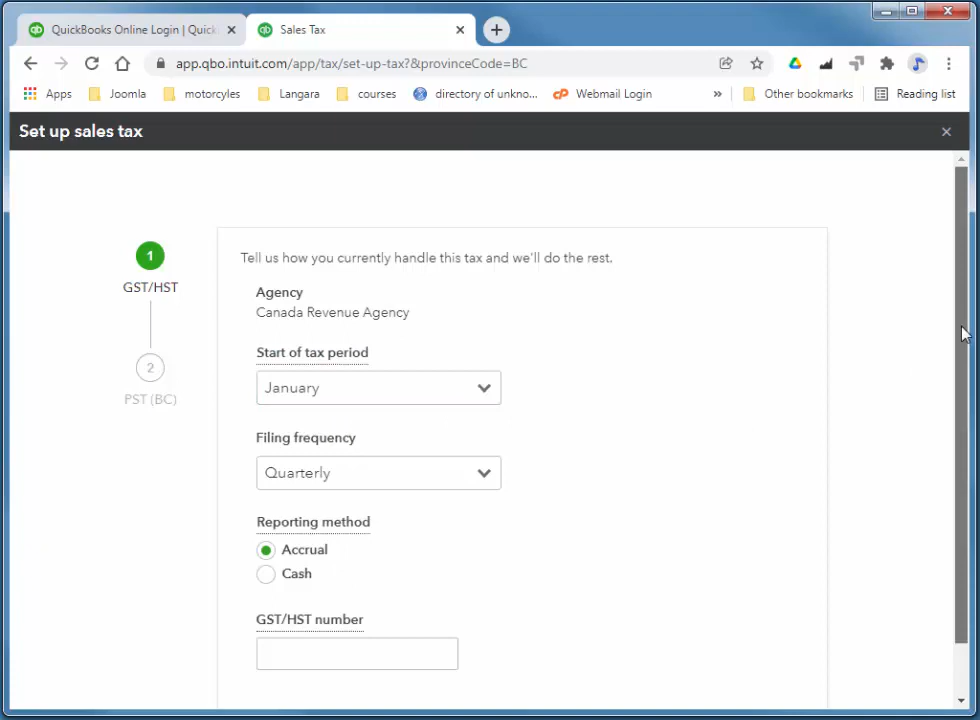 QuickBooks Online Login | Quick
Sales Tax
app.qbo.intuit.com/app/tax/set-up-tax?&provinceCode=BC
Apps Joomla motorcyles Langara courses directory of unkno... Webmail Login » Other bookmarks Reading list
Set up sales tax
1
GST/HST
2
PST (BC)
Tell us how you currently handle this tax and we'll do the rest.
Agency
Canada Revenue Agency
Start of tax period
January
Filing frequency
Quarterly
Reporting method
Accrual
Cash
GST/HST number